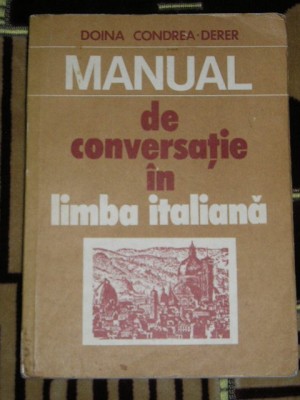 DOINA CONDREA-DERER
MANUAL
de
conversație
în
limba italiană